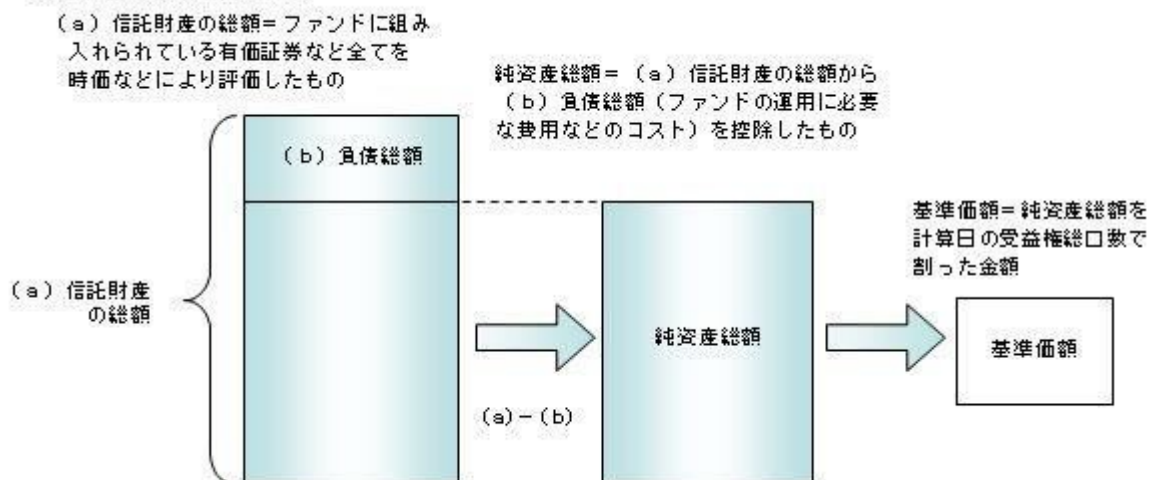 (a) 信託財産の総額=ファンドに組み
入れられている有価証券など全てを
時価などにより評価したもの
純資産総額= (a) 信託財産の総額から
(b) 負債総額(ファンドの運用に必要
な費用などのコスト)を控除したもの
(b) 負債総額
基準価額=純資産総額を
計算日の受益権総口数で
割った金額
(a) 信託財産
の総額
純資産総額
基準価額
(a)-(b)